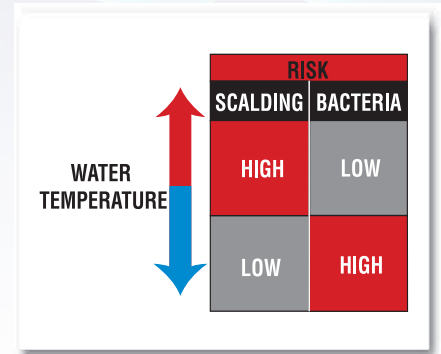 RISK
SCALDING BACTERIA
HIGH LOW
WATER
TEMPERATURE
LOW HIGH